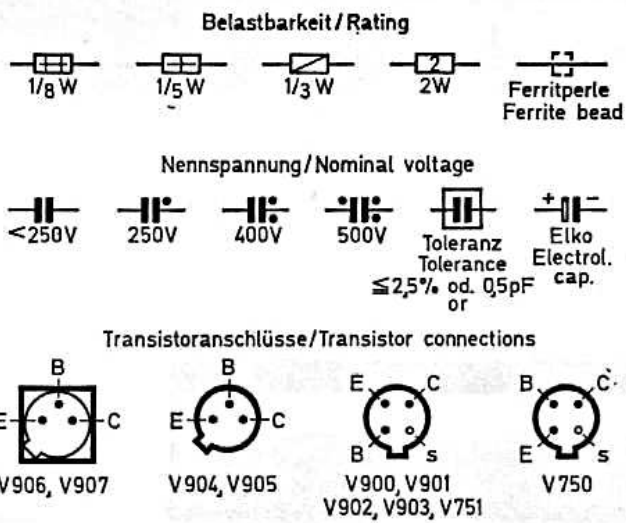 Belastbarkeit/Rating
1/8 W 1/5 W 1/3 W 2 2W
Ferritperle
Ferrite bead
Nennspannung/Nominal voltage
<250V 250V 400V 500V + -
Toleranz Elko
Tolerance Electrol.
≦2,5% od. 0,5pF cap.
or
Transistoranschlüsse/Transistor connections
B B E C B C
E C E C B s E s
V906, V907 V904, V905 V900, V901 V750
V902, V903, V751